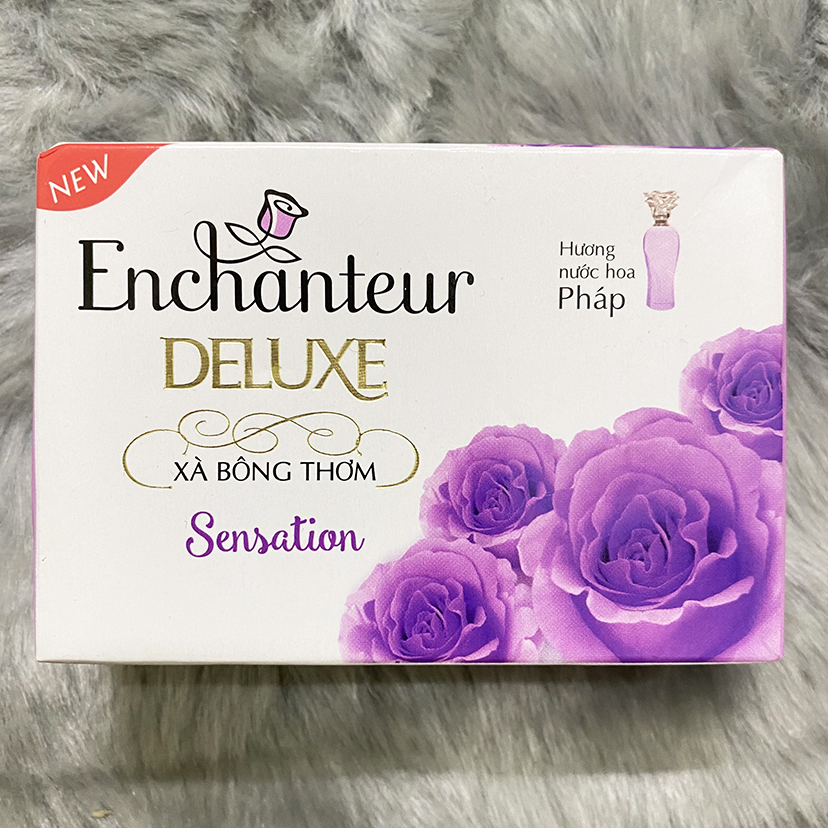 NEW
Enchanteur
DELUXE
XÀ BÔNG THƠM
Sensation
Hương
nước hoa
Pháp